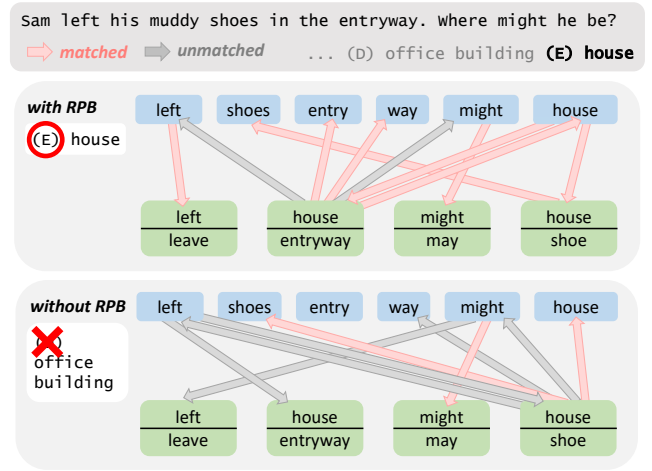 Sam left his muddy shoes in the entryway. Where might he be?
matched unmatched ... (D) office building (E) house
with RPB
left shoes entry way might house
(E) house
left house might house
leave entryway may shoe
without RPB
left shoes entry way might house
office
building
left house might house
leave entryway may shoe